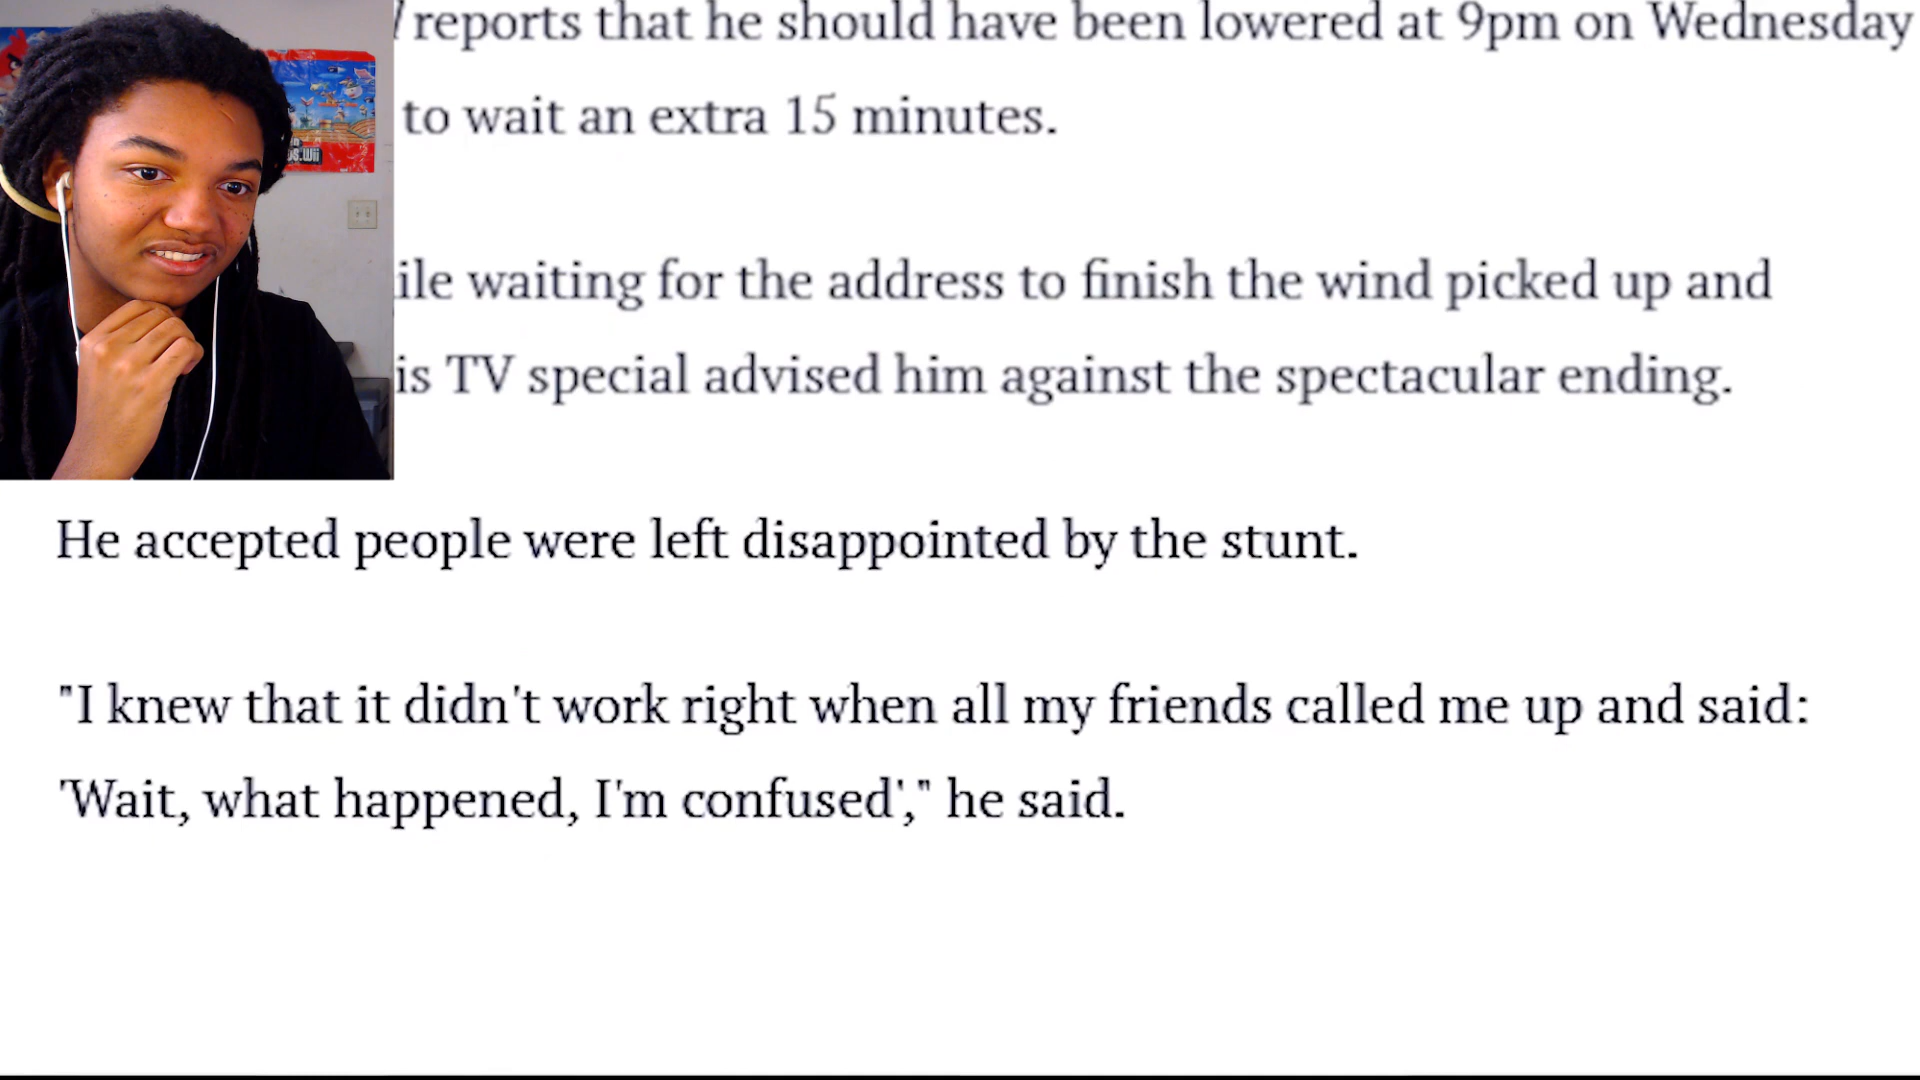 reports that he should have been lowered at 9pm on Wednesday
to wait an extra 15 minutes.
ile waiting for the address to finish the wind picked up and
is TV special advised him against the spectacular ending.
He accepted people were left disappointed by the stunt.
"I knew that it didn't work right when all my friends called me up and said:
'Wait, what happened, I'm confused'," he said.
Wii